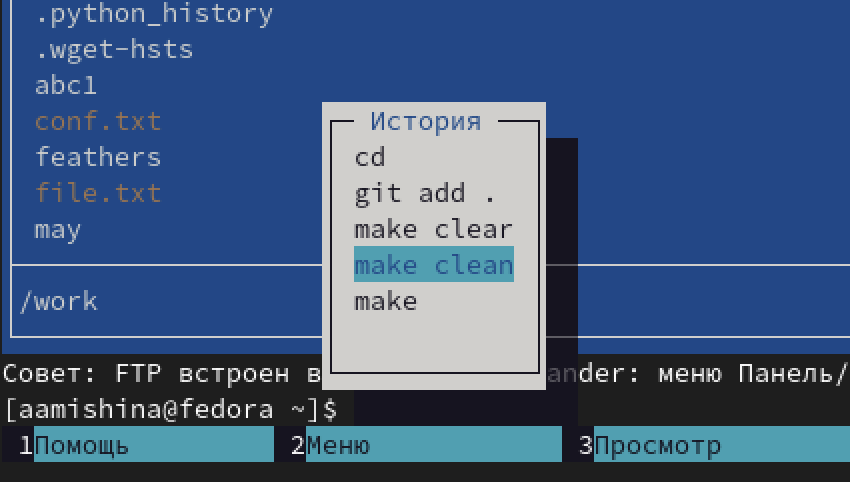 .python_history
.wget-hsts
abc1
conf.txt
feathers
file.txt
may
/work
История
cd
git add .
make clear
make clean
make
Совет: FTP встроен в ander: меню Панель/
[aamishina@fedora ~]$
1Помощь 2Меню 3Просмотр